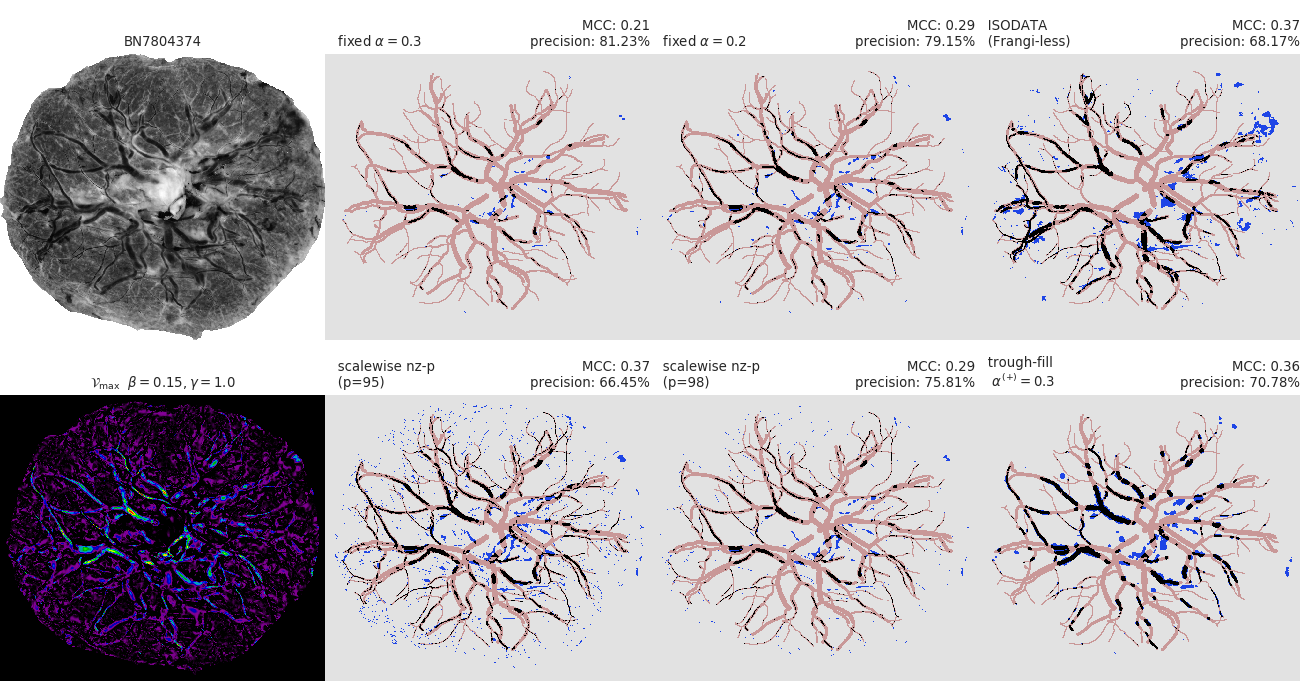 BN7804374
fixed α = 0.3
MCC: 0.21
precision: 81.23%
fixed α = 0.2
MCC: 0.29
precision: 79.15%
ISODATA
(Frangi-less)
MCC: 0.37
precision: 68.17%
𝒱max β = 0.15, γ = 1.0
scalewise nz-p
(p=95)
MCC: 0.37
precision: 66.45%
scalewise nz-p
(p=98)
MCC: 0.29
precision: 75.81%
trough-fill
α⁽⁺⁾ = 0.3
MCC: 0.36
precision: 70.78%